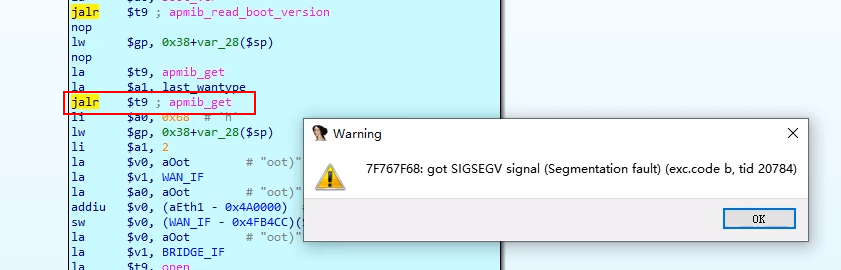 jalr $t9 ; apmib_read_boot_version
nop
lw $gp, 0x38+var_28($sp)
nop
la $t9, apmib_get
la $a1, last_wantype
jalr $t9 ; apmib_get
li $a0, 0x68 # 'h'
lw $gp, 0x38+var_28($sp)
li $a1, 2
la $v0, aOot # "oot)"
la $v1, WAN_IF
la $a0, aOot # "oot)"
addiu $v0, (aEth1 - 0x4A0000)
sw $v0, (WAN_IF - 0x4FB4CC)(
la $v0, aOot # "oot)"
la $v1, BRIDGE_IF
la $t9, open
Warning
7F767F68: got SIGSEGV signal (Segmentation fault) (exc.code b, tid 20784)
OK